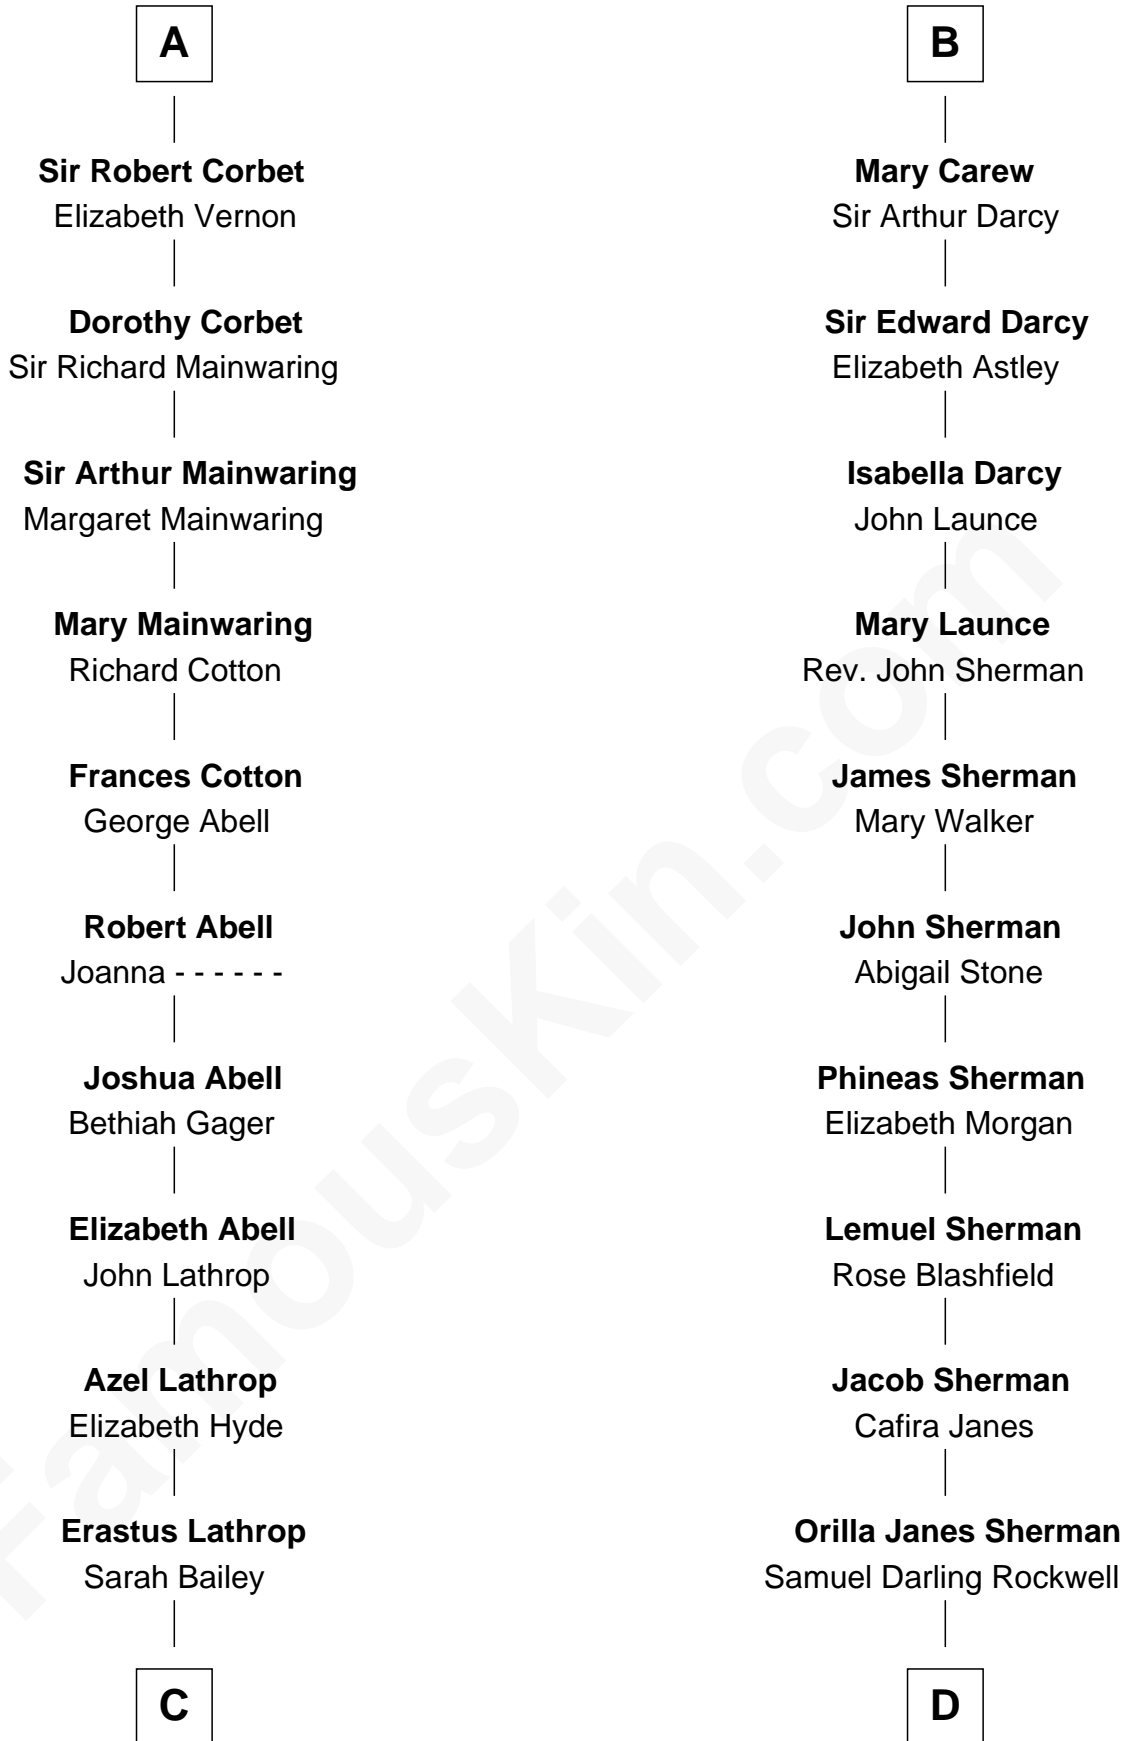 A
Sir Robert Corbet
Elizabeth Vernon
Dorothy Corbet
Sir Richard Mainwaring
Sir Arthur Mainwaring
Margaret Mainwaring
Mary Mainwaring
Richard Cotton
Frances Cotton
George Abell
Robert Abell
Joanna - - - - - -
Joshua Abell
Bethiah Gager
Elizabeth Abell
John Lathrop
Azel Lathrop
Elizabeth Hyde
Erastus Lathrop
Sarah Bailey
C
B
Mary Carew
Sir Arthur Darcy
Sir Edward Darcy
Elizabeth Astley
Isabella Darcy
John Launce
Mary Launce
Rev. John Sherman
James Sherman
Mary Walker
John Sherman
Abigail Stone
Phineas Sherman
Elizabeth Morgan
Lemuel Sherman
Rose Blashfield
Jacob Sherman
Cafira Janes
Orilla Janes Sherman
Samuel Darling Rockwell
D
FamousKin.com